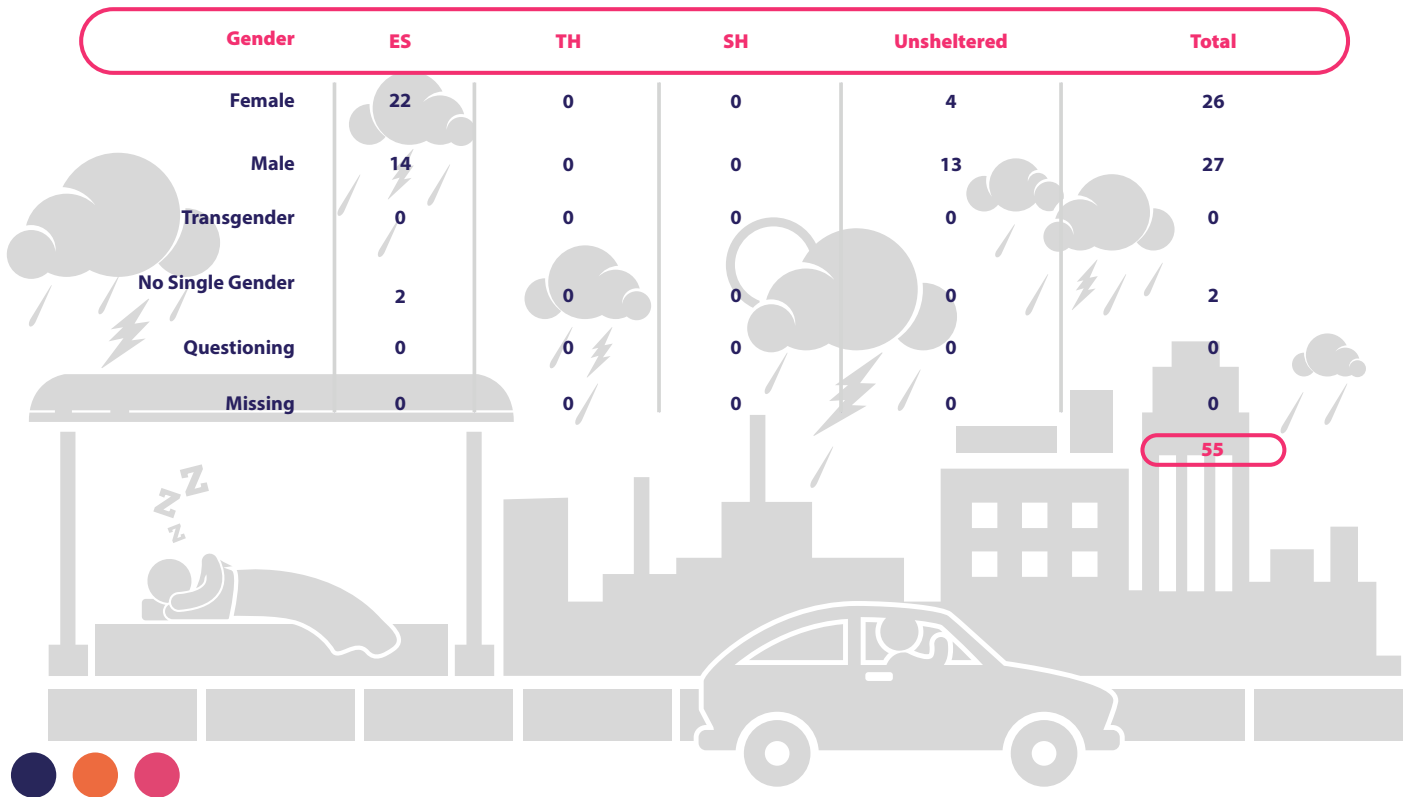 Gender ES TH SH Unsheltered Total
Female 22 0 0 4 26
Male 14 0 0 13 27
Transgender 0 0 0 0 0
No Single Gender 2 0 0 0 2
Questioning 0 0 0 0 0
Missing 0 0 0 0 0
55
Z
Z
Z